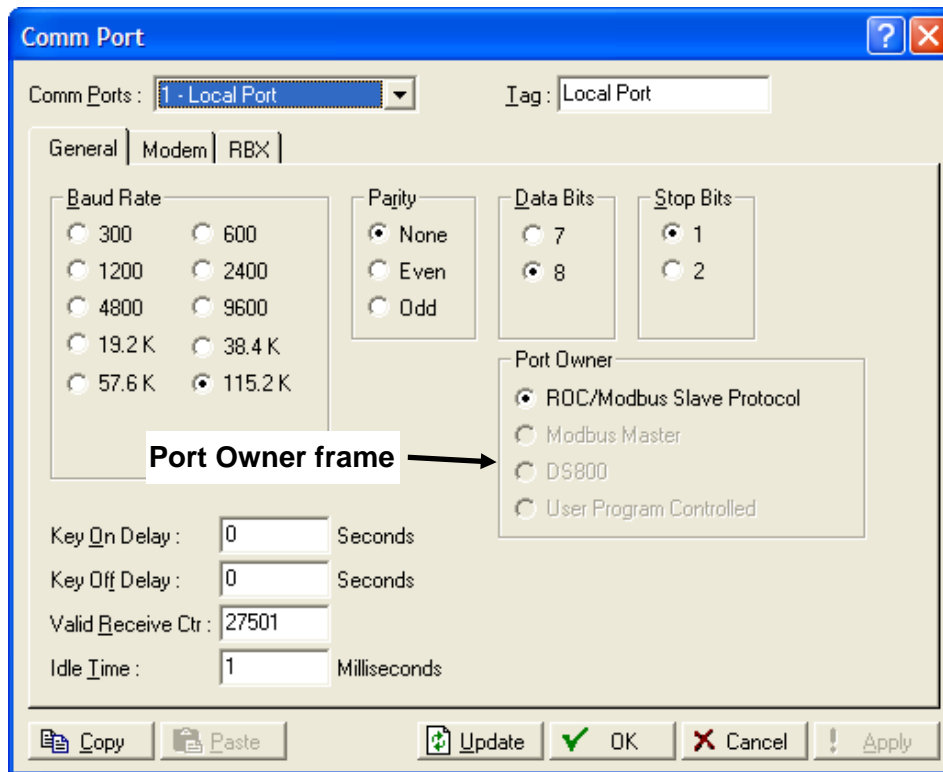 Comm Port
Comm Ports : 1 - Local Port Tag : Local Port
General Modem RBX
Baud Rate Parity Data Bits Stop Bits
300 600 None 7 1
1200 2400 Even 8 2
4800 9600 Odd
19.2 K 38.4 K
57.6 K 115.2 K
Port Owner
ROC/Modbus Slave Protocol
Modbus Master
Port Owner frame
DS800
User Program Controlled
Key On Delay : 0 Seconds
Key Off Delay : 0 Seconds
Valid Receive Ctr : 27501
Idle Time : 1 Milliseconds
Copy Paste Update OK Cancel ! Apply